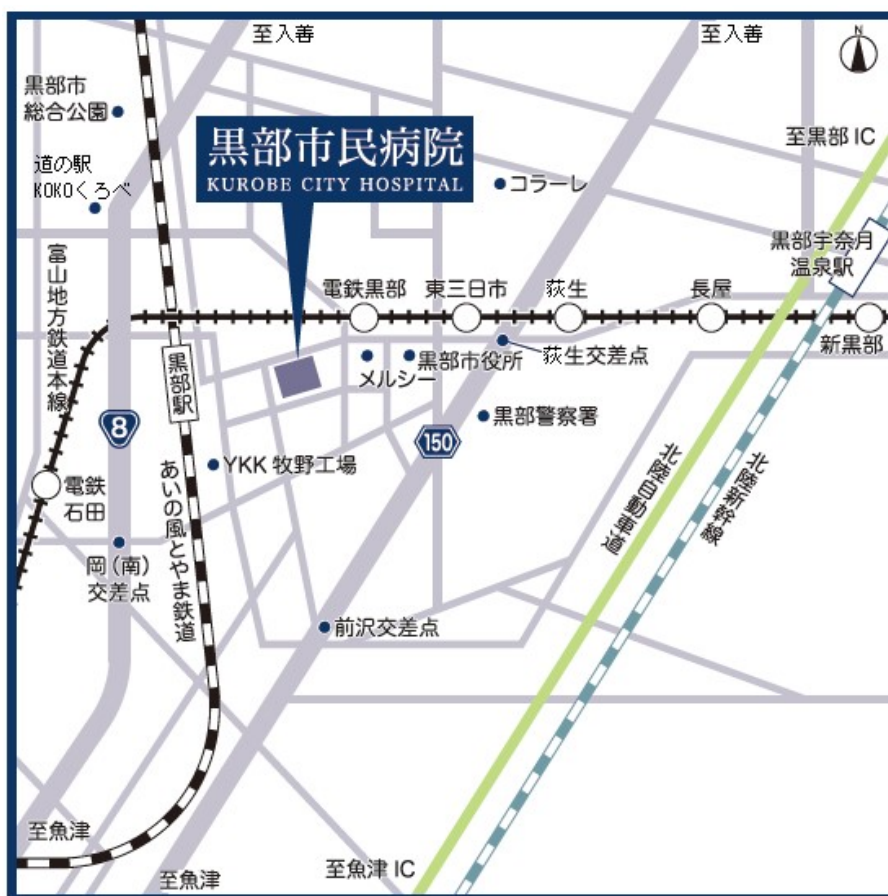 至入善
至入善
N
黒部市
総合公園
至黒部IC
黒部市民病院
KUROBE CITY HOSPITAL
道の駅
KOKOくろべ
コラーレ
黒部宇奈月
温泉駅
富山地方鉄道本線
電鉄黒部
東三日市
荻生
長屋
新黒部
黒部駅
メルシー
黒部市役所
荻生交差点
8
150
黒部警察署
YKK 牧野工場
あいの風とやま鉄道
北陸自動車道
北陸新幹線
電鉄
石田
岡(南)
交差点
前沢交差点
至魚津
至魚津
至魚津IC